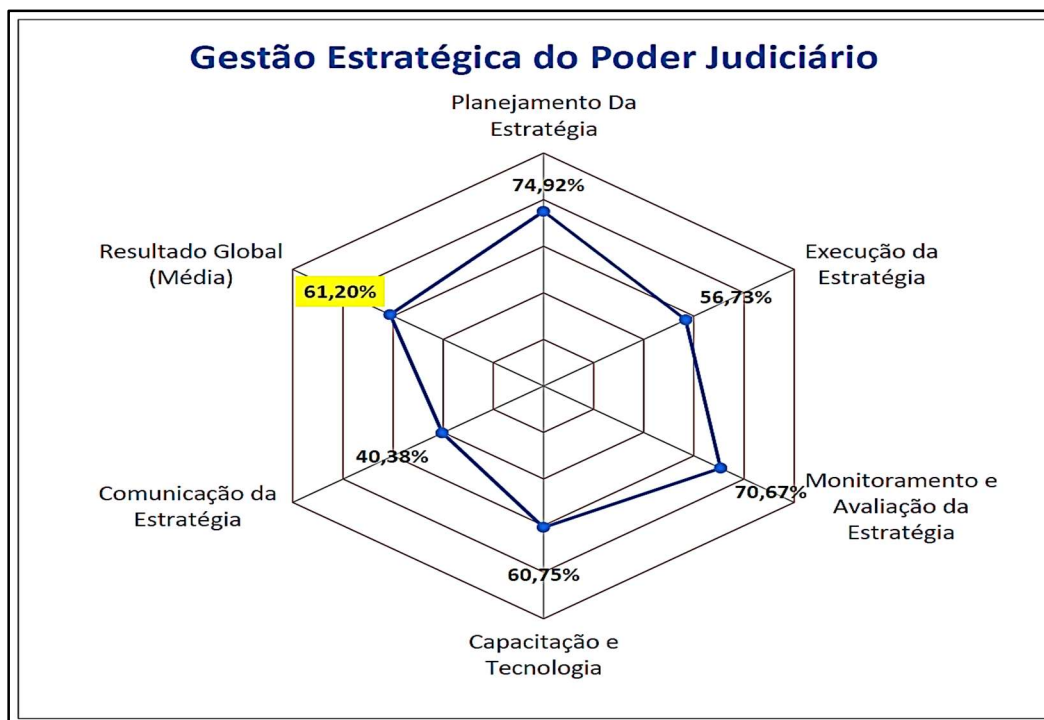 Gestão Estratégica do Poder Judiciário
Planejamento Da
Estratégia
74,92%
Resultado Global
(Média)
61,20%
Execução da
Estratégia
56,73%
40,38%
Comunicação da
Estratégia
70,67%
Monitoramento e
Avaliação da
Estratégia
60,75%
Capacitação e
Tecnologia